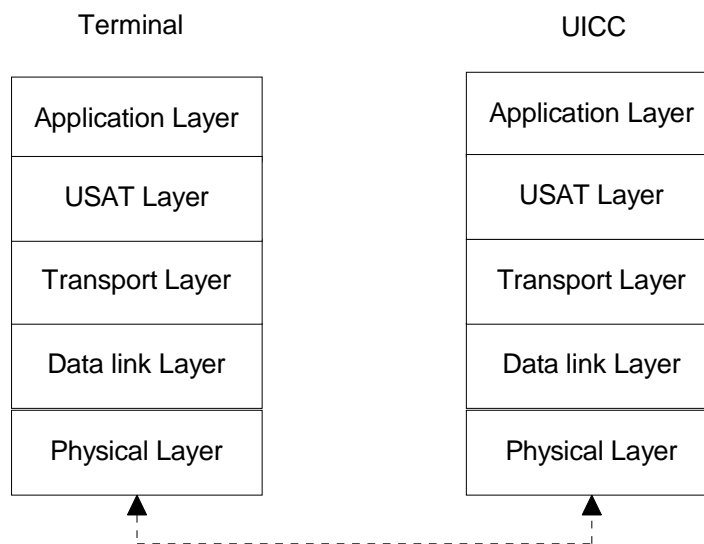 Terminal
UICC
Application Layer
Application Layer
USAT Layer
USAT Layer
Transport Layer
Transport Layer
Data link Layer
Data link Layer
Physical Layer
Physical Layer